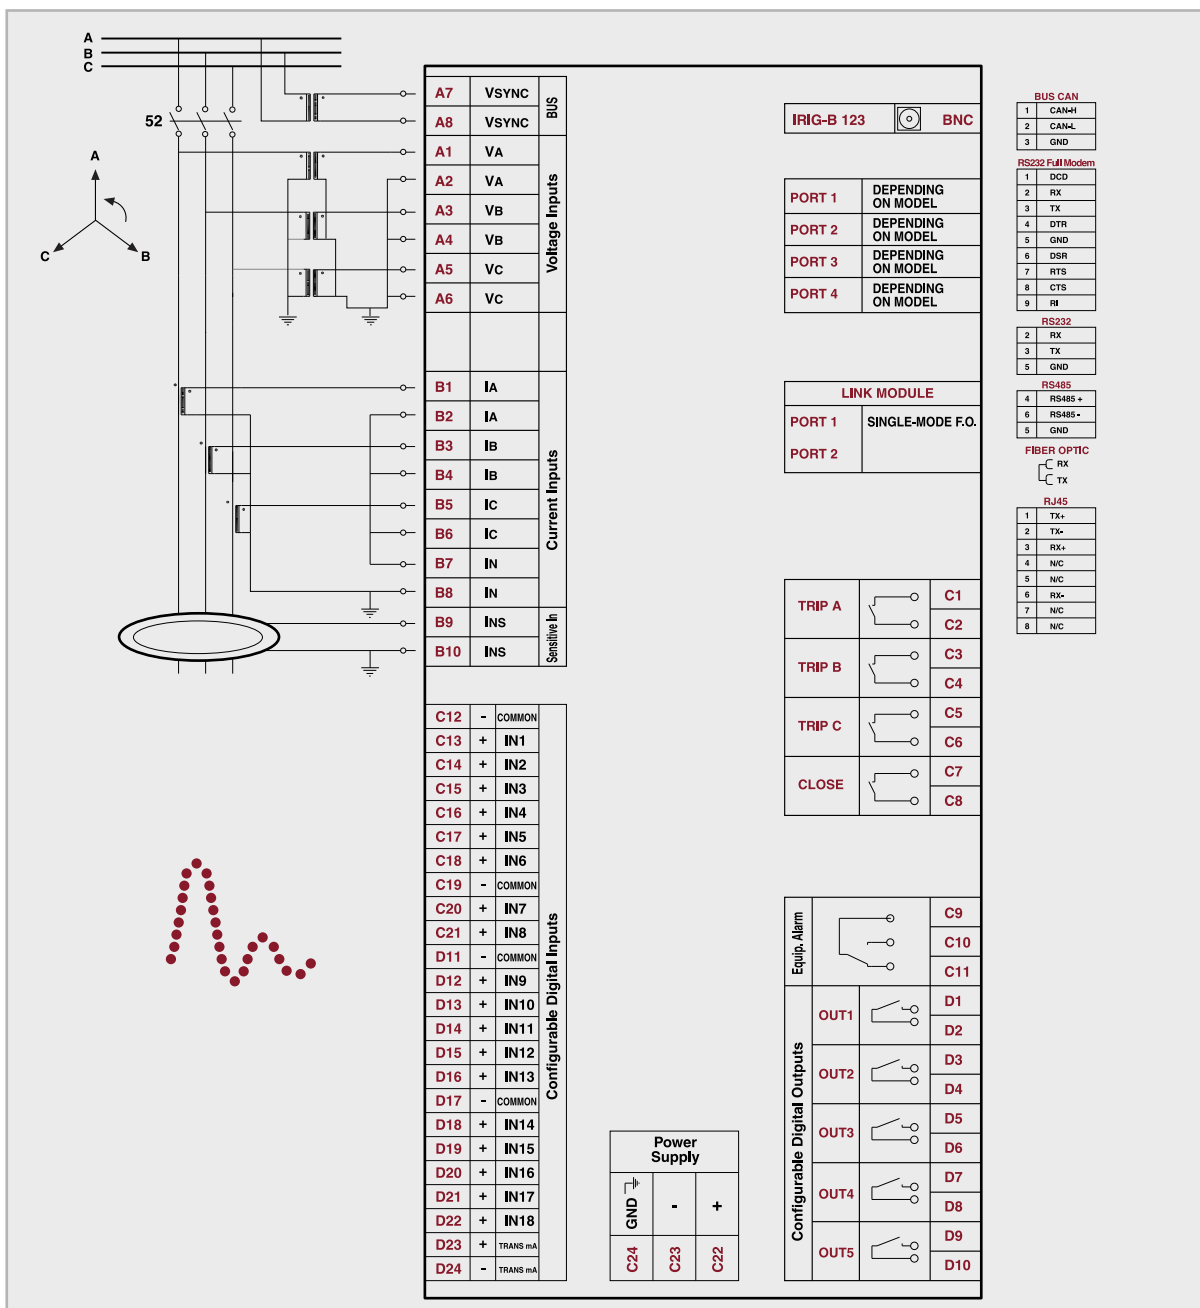 A
B
C
52
A
C
B
A7 VSYNC
A8 VSYNC
BUS
A1 VA
A2 VA
A3 VB
A4 VB
A5 VC
A6 VC
Voltage Inputs
B1 IA
B2 IA
B3 IB
B4 IB
B5 IC
B6 IC
B7 IN
B8 IN
Current Inputs
B9 INS
B10 INS
Sensitive In
C12 - COMMON
C13 + IN1
C14 + IN2
C15 + IN3
C16 + IN4
C17 + IN5
C18 + IN6
C19 - COMMON
C20 + IN7
C21 + IN8
D11 - COMMON
D12 + IN9
D13 + IN10
D14 + IN11
D15 + IN12
D16 + IN13
D17 - COMMON
D18 + IN14
D19 + IN15
D20 + IN16
D21 + IN17
D22 + IN18
D23 + TRANS mA
D24 - TRANS mA
Configurable Digital Inputs
Power
Supply
GND - +
C24 C23 C22
IRIG-B 123 BNC
PORT 1 DEPENDING
ON MODEL
PORT 2 DEPENDING
ON MODEL
PORT 3 DEPENDING
ON MODEL
PORT 4 DEPENDING
ON MODEL
LINK MODULE
PORT 1 SINGLE-MODE F.O.
PORT 2
TRIP A
C1
C2
TRIP B
C3
C4
TRIP C
C5
C6
CLOSE
C7
C8
Equip. Alarm
C9
C10
C11
Configurable Digital Outputs
OUT1
D1
D2
OUT2
D3
D4
OUT3
D5
D6
OUT4
D7
D8
OUT5
D9
D10
BUS CAN
1 CAN-H
2 CAN-L
3 GND
RS232 Full Modem
1 DCD
2 RX
3 TX
4 DTR
5 GND
6 DSR
7 RTS
8 CTS
9 RI
RS232
2 RX
3 TX
5 GND
RS485
4 RS485 +
6 RS485 -
5 GND
FIBER OPTIC
RX
TX
RJ45
1 TX+
2 TX-
3 RX+
4 N/C
5 N/C
6 RX-
7 N/C
8 N/C